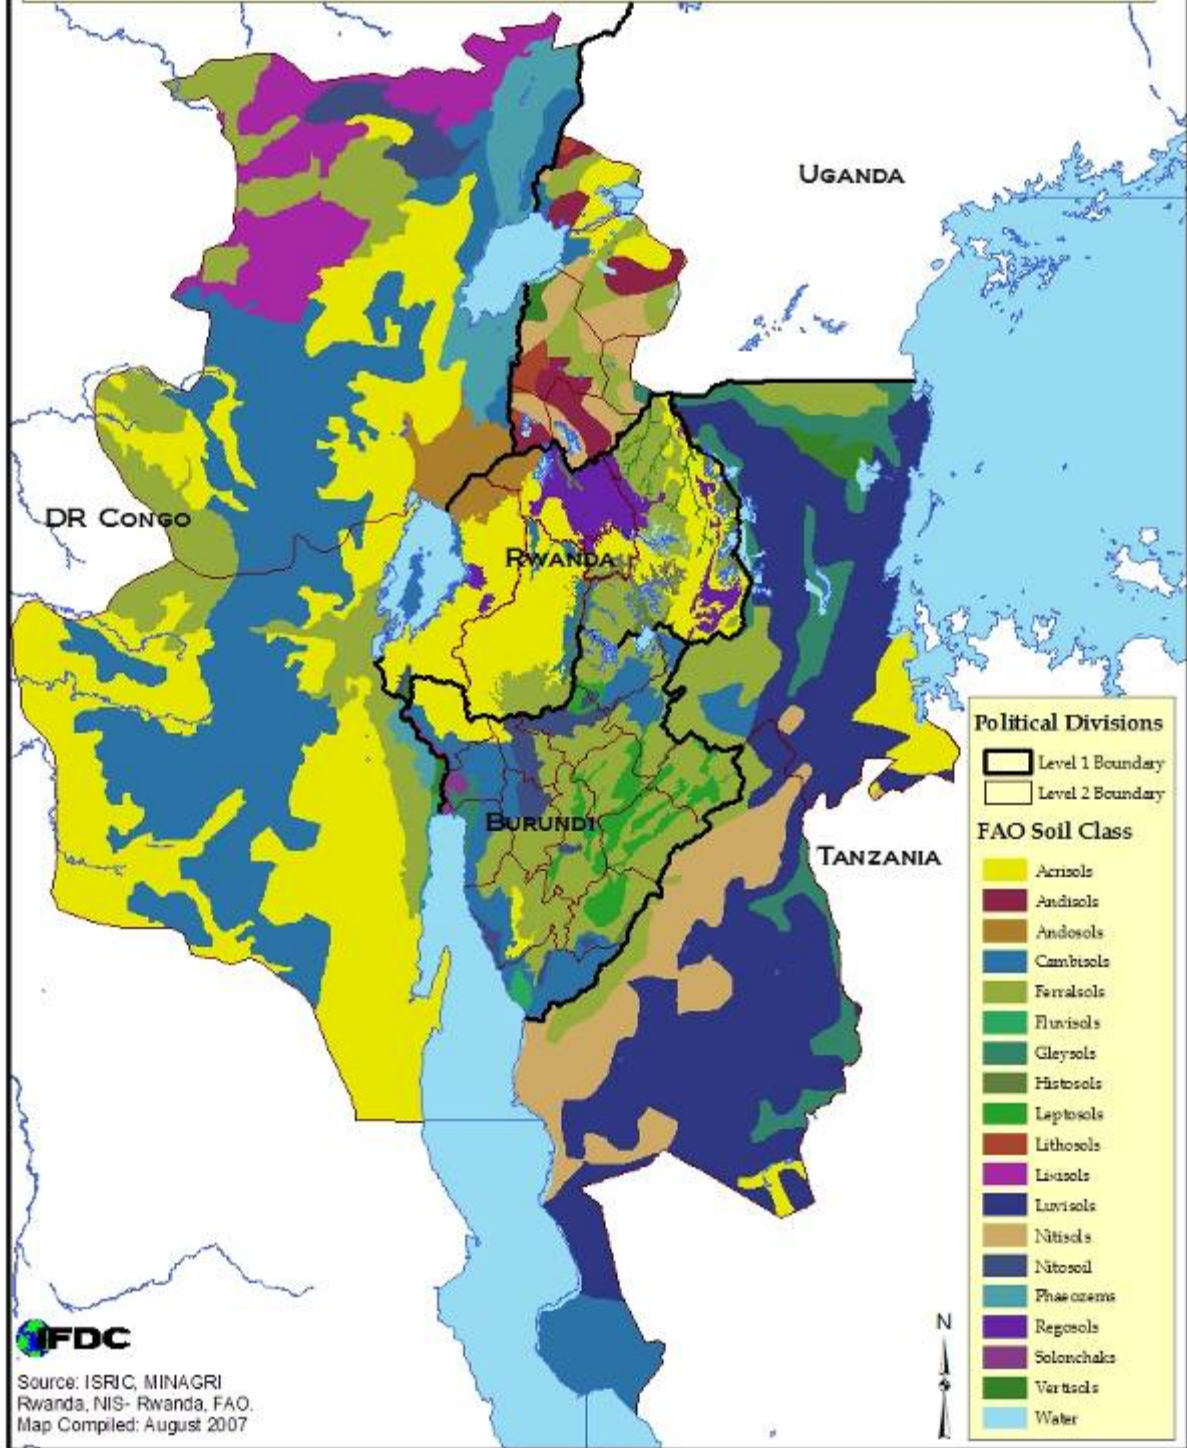 UGANDA
DR CONGO
RWANDA
BURUNDI
TANZANIA
Political Divisions
Level 1 Boundary
Level 2 Boundary
FAO Soil Class
Acrisols
Andisols
Andosols
Cambisols
Ferralsols
Fluvisols
Gleysols
Histosols
Leptosols
Lithosols
Lixisols
Luvisols
Nitisols
Nitosoil
Phaeozems
Regosols
Solonchaks
Vertisols
Water
N
IFDC
Source: ISRIC, MINAGRI
Rwanda, NIS- Rwanda, FAO.
Map Compiled: August 2007